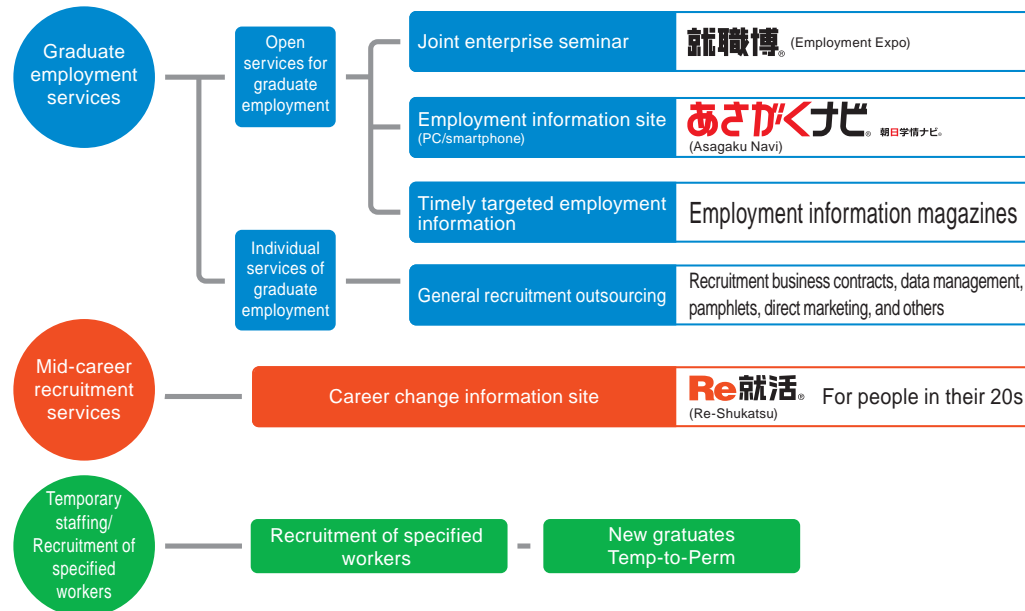 Graduate
employment
services
Open
services for
graduate
employment
Joint enterprise seminar
就職博® (Employment Expo)
Employment information site
(PC/smartphone)
あさがくナビ® 朝日学情ナビ®
(Asagaku Navi)
Timely targeted employment
information
Employment information magazines
Individual
services of
graduate
employment
General recruitment outsourcing
Recruitment business contracts, data management,
pamphlets, direct marketing, and others
Mid-career
recruitment
services
Career change information site
Re就活® For people in their 20s
(Re-Shukatsu)
Temporary
staffing/
Recruitment of
specified
workers
Recruitment of specified
workers
New gratuates
Temp-to-Perm